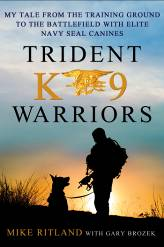 MY TALE FROM THE TRAINING GROUND
TO THE BATTLEFIELD WITH ELITE
NAVY SEAL CANINES
TRIDENT
K 9
WARRIORS
MIKE RITLAND WITH GARY BROZEK